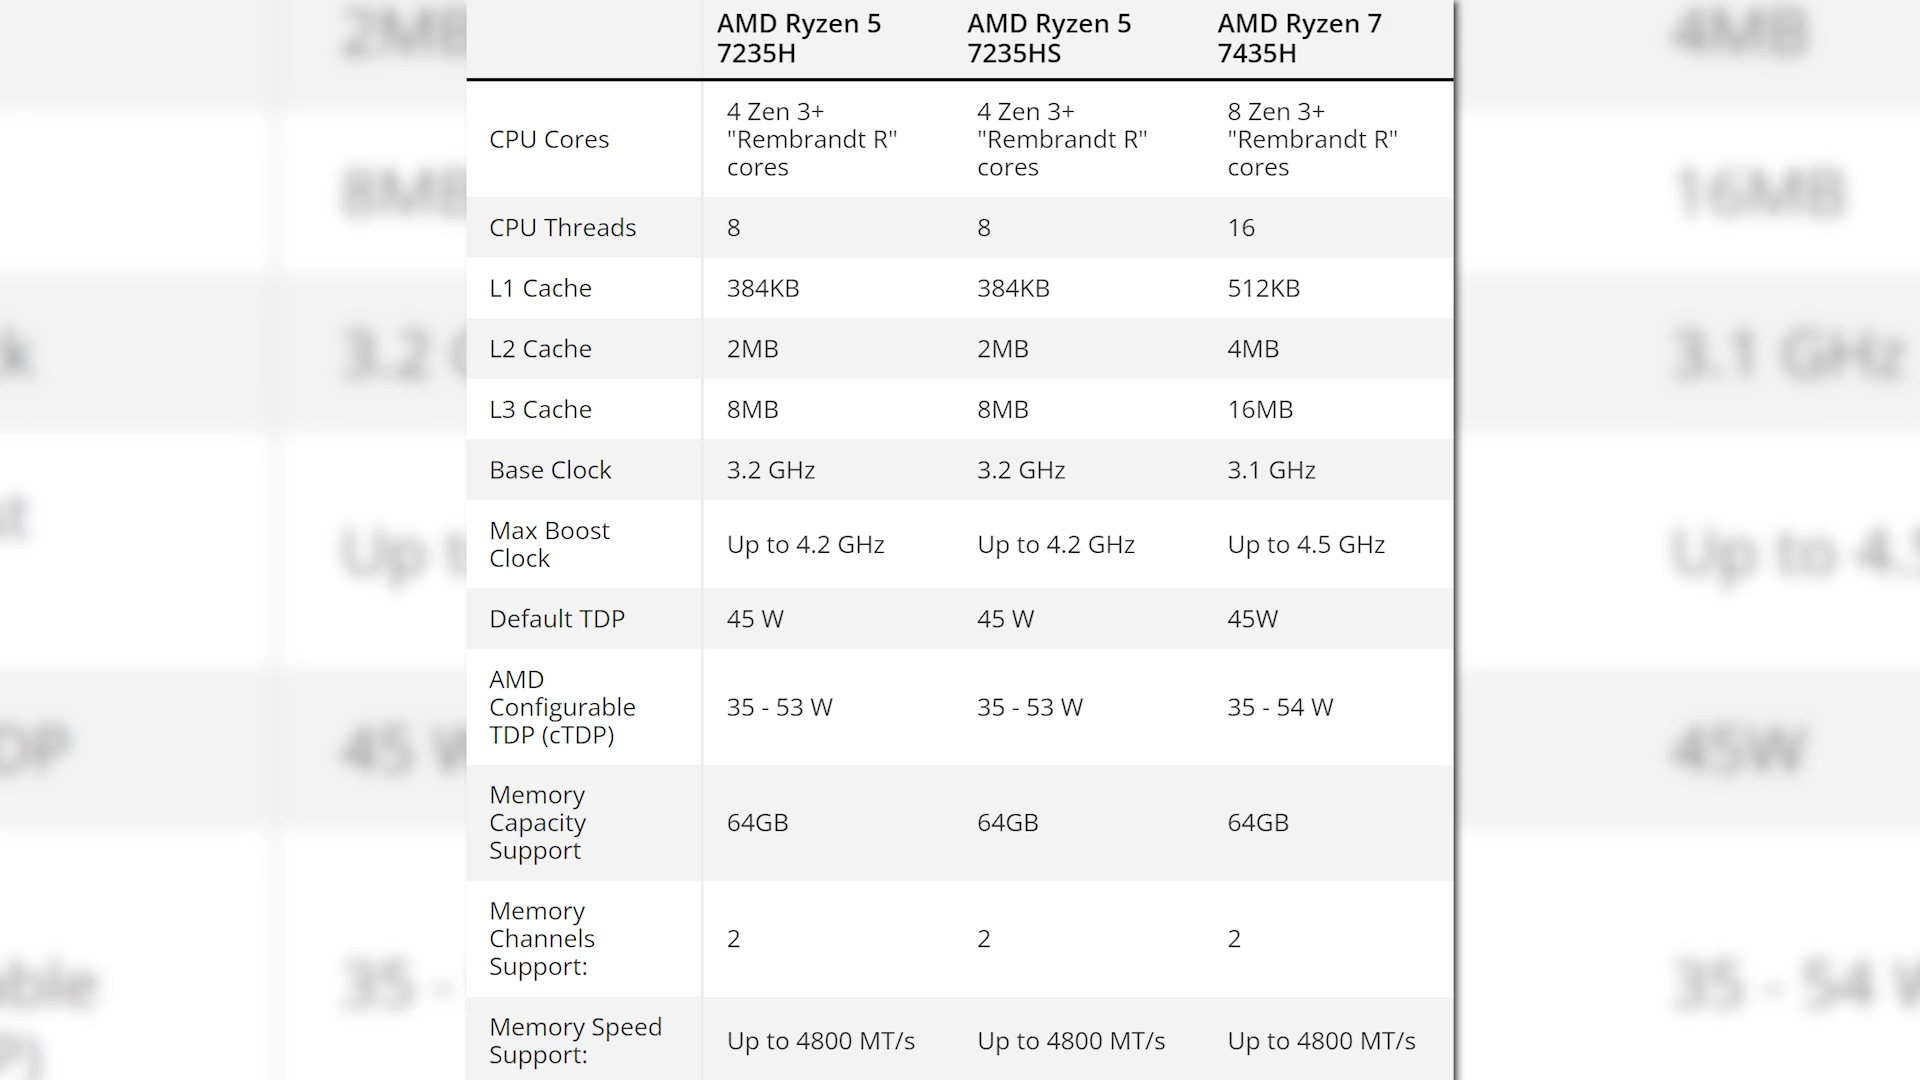 AMD Ryzen 5 7235H
AMD Ryzen 5 7235HS
AMD Ryzen 7 7435H
CPU Cores
4 Zen 3+ "Rembrandt R" cores
4 Zen 3+ "Rembrandt R" cores
8 Zen 3+ "Rembrandt R" cores
CPU Threads
8
8
16
L1 Cache
384KB
384KB
512KB
L2 Cache
2MB
2MB
4MB
L3 Cache
8MB
8MB
16MB
Base Clock
3.2 GHz
3.2 GHz
3.1 GHz
Max Boost Clock
Up to 4.2 GHz
Up to 4.2 GHz
Up to 4.5 GHz
Default TDP
45 W
45 W
45W
AMD Configurable TDP (cTDP)
35 - 53 W
35 - 53 W
35 - 54 W
Memory Capacity Support
64GB
64GB
64GB
Memory Channels Support:
2
2
2
Memory Speed Support:
Up to 4800 MT/s
Up to 4800 MT/s
Up to 4800 MT/s